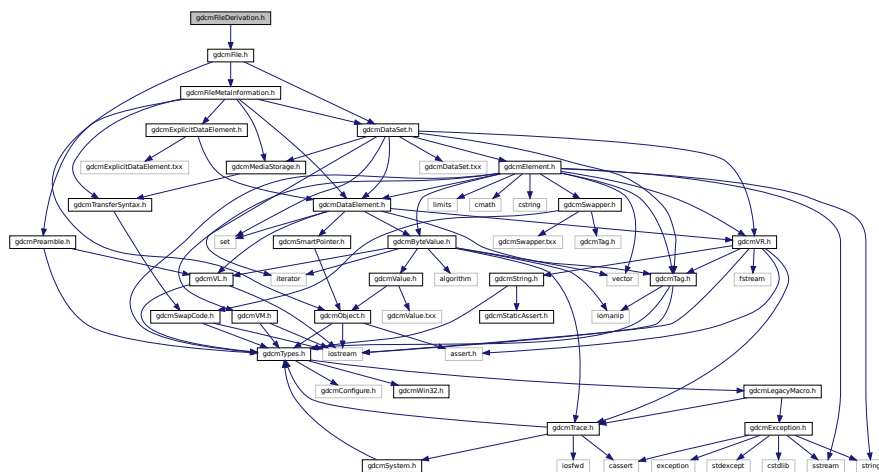 gdcmFileDerivation.h
gdcmFile.h
gdcmFileMetaInformation.h
gdcmExplicitDataElement.h
gdcmDataSet.h
gdcmExplicitDataElement.txx
gdcmMediaStorage.h
gdcmDataSet.txx
gdcmElement.h
gdcmTransferSyntax.h
gdcmDataElement.h
limits
cmath
cstring
gdcmSwapper.h
gdcmPreamble.h
set
gdcmSmartPointer.h
gdcmByteValue.h
gdcmSwapper.txx
gdcmTag.h
gdcmVR.h
gdcmVL.h
iterator
gdcmValue.h
algorithm
gdcmString.h
vector
gdcmTag.h
fstream
gdcmSwapCode.h
gdcmVM.h
gdcmObject.h
gdcmValue.txx
gdcmStaticAssert.h
iomanip
gdcmTypes.h
iostream
assert.h
gdcmConfigure.h
gdcmWin32.h
gdcmLegacyMacro.h
gdcmTrace.h
gdcmException.h
gdcmSystem.h
iosfwd
cassert
exception
stdexcept
cstdlib
sstream
string